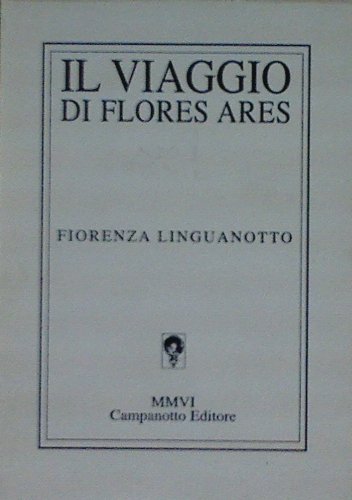 IL VIAGGIO
DI FLORES ARES
FIORENZA LINGUANOTTO
MMVI
Campanotto Editore